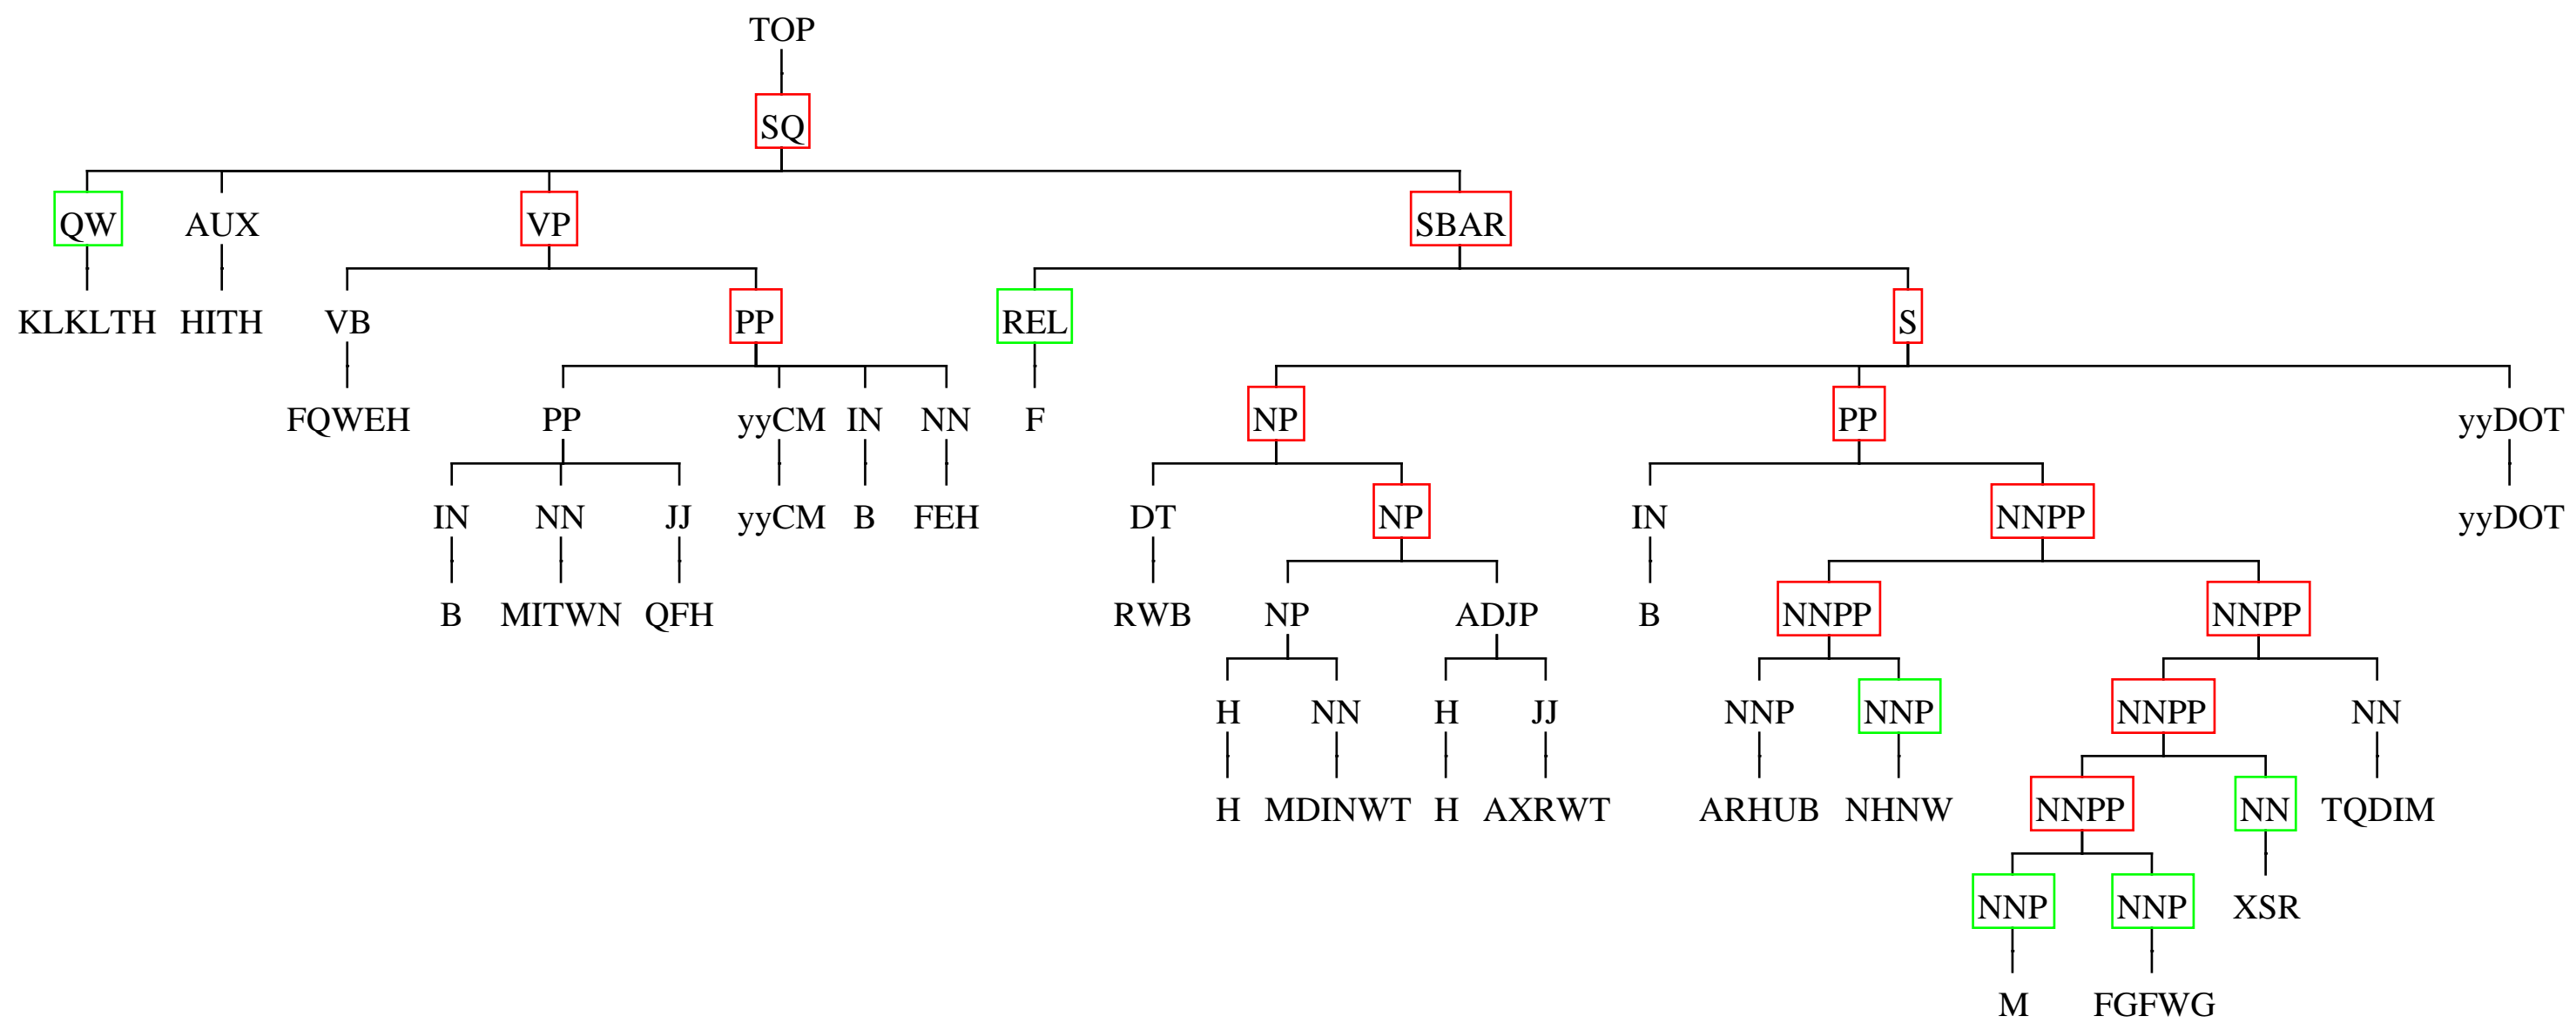 TOP
SQ
QW AUX VP SBAR
KLKLTH HITH VB PP REL S
FQWEH PP yyCM IN NN F NP PP yyDOT
IN NN JJ yyCM B FEH DT NP IN NNPP yyDOT
B MITWN QFH RWB NP ADJP B NNPP NNPP
H NN H JJ NNP NNP NNPP NN
H MDINWT H AXRWT ARHUB NHNW NNPP NN TQDIM
NNP NNP XSR
M FGFWG